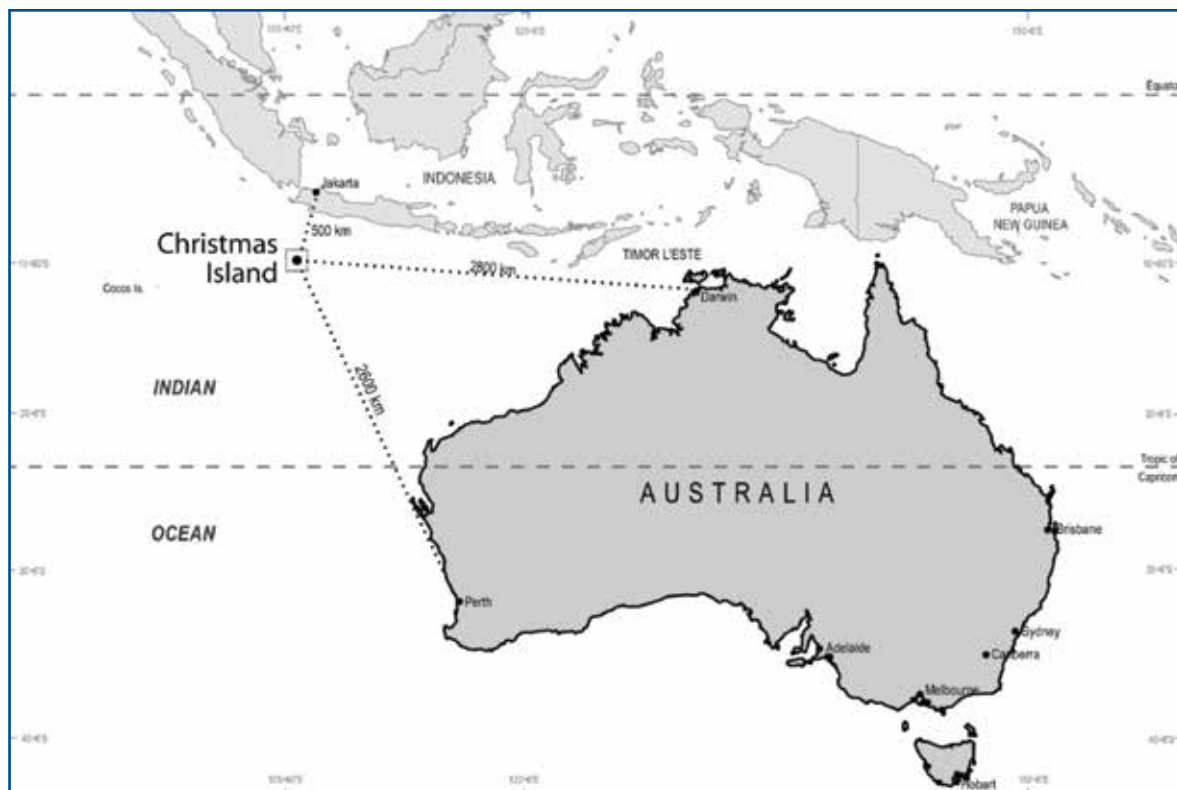 Equato
Jakarta
INDONESIA
PAPUA
NEW GUINEA
500 km
Christmas
Island
TIMOR L'ESTE
2800 km
Cocos Is.
Darwin
2600 km
INDIAN
Tropic of
Capricorn
AUSTRALIA
OCEAN
Brisbane
Perth
Sydney
Adelaide
Canberra
Melbourne
Hobart